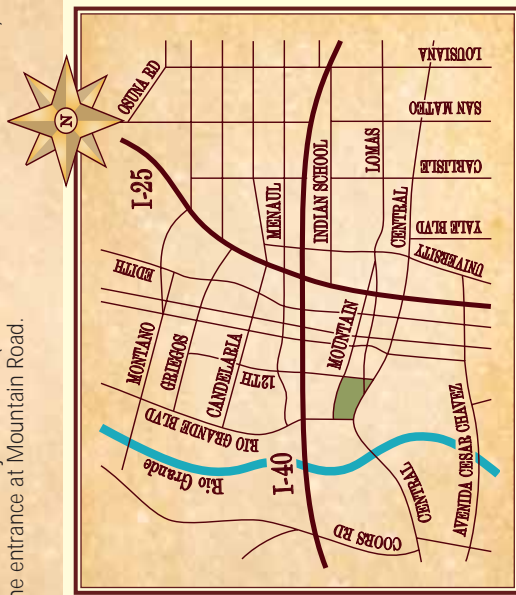 he entrance at Mountain Road.
N
OSUNA RD
I-25
LOUISIANA
SAN MATEO
CARLISLE
YALE BLVD
UNIVERSITY
LOMAS
CENTRAL
INDIAN SCHOOL
MENAUL
EDITH
MONTANO
GRIEGOS
CANDELARIA
12TH
MOUNTAIN
RIO GRANDE BLVD
Rio Grande
I-40
COORS RD
CENTRAL
AVENIDA CESAR CHAVEZ